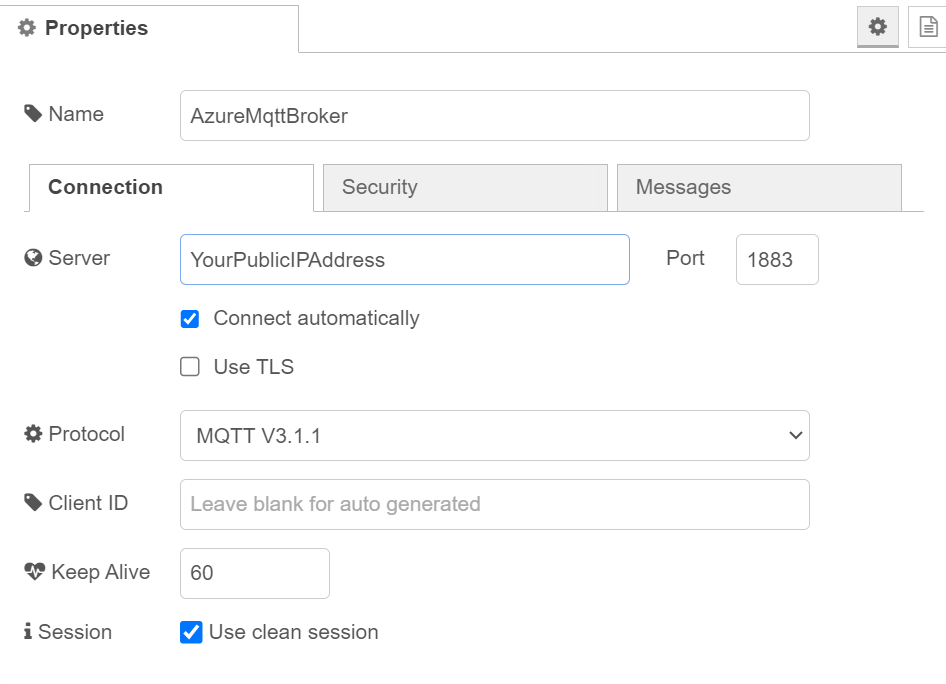 Properties
Name
AzureMqttBroker
Connection
Security
Messages
Server
YourPublicIPAddress
Port
1883
Connect automatically
Use TLS
Protocol
MQTT V3.1.1
Client ID
Leave blank for auto generated
Keep Alive
60
Session
Use clean session